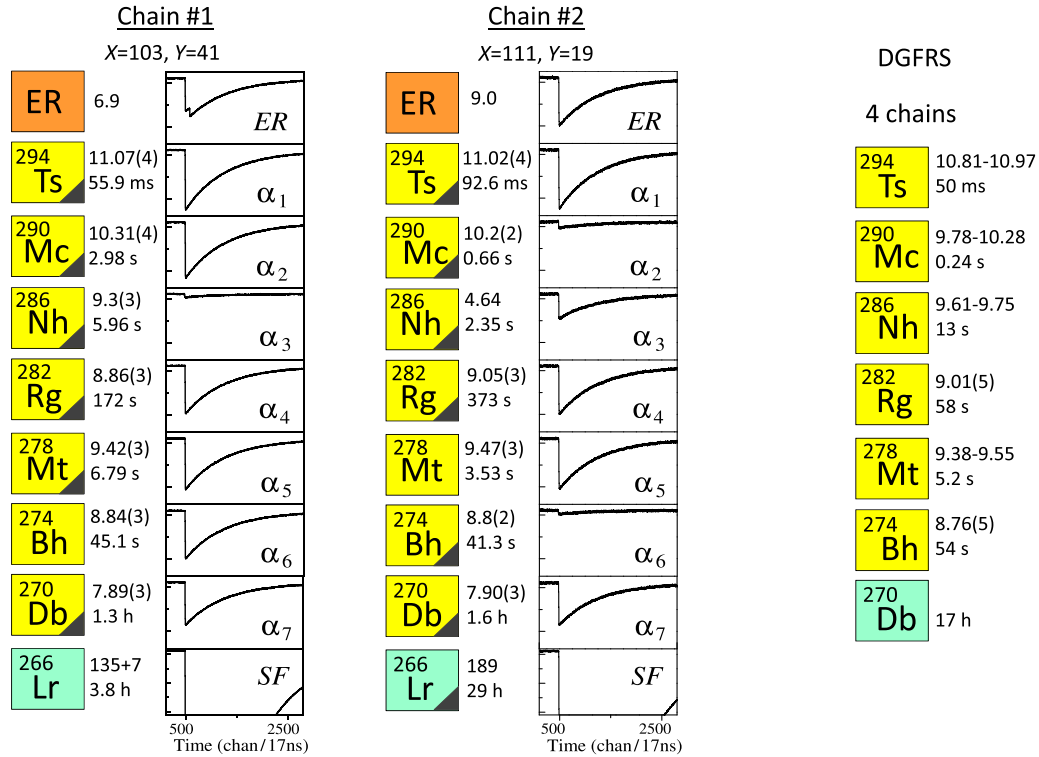 Chain #1
X=103, Y=41
ER
6.9
ER
294
Ts
11.07(4)
55.9 ms
α1
290
Mc
10.31(4)
2.98 s
α2
286
Nh
9.3(3)
5.96 s
α3
282
Rg
8.86(3)
172 s
α4
278
Mt
9.42(3)
6.79 s
α5
274
Bh
8.84(3)
45.1 s
α6
270
Db
7.89(3)
1.3 h
α7
266
Lr
135+7
3.8 h
SF
500 2500
Time (chan/17ns)
Chain #2
X=111, Y=19
ER
9.0
ER
294
Ts
11.02(4)
92.6 ms
α1
290
Mc
10.2(2)
0.66 s
α2
286
Nh
4.64
2.35 s
α3
282
Rg
9.05(3)
373 s
α4
278
Mt
9.47(3)
3.53 s
α5
274
Bh
8.8(2)
41.3 s
α6
270
Db
7.90(3)
1.6 h
α7
266
Lr
189
29 h
SF
500 2500
Time (chan/17ns)
DGFRS
4 chains
294
Ts
10.81-10.97
50 ms
290
Mc
9.78-10.28
0.24 s
286
Nh
9.61-9.75
13 s
282
Rg
9.01(5)
58 s
278
Mt
9.38-9.55
5.2 s
274
Bh
8.76(5)
54 s
270
Db
17 h